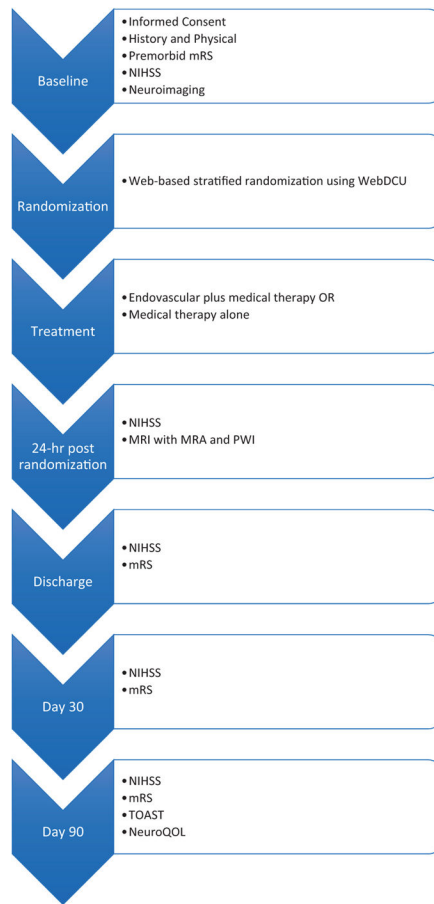 Baseline
•Informed Consent
•History and Physical
•Premorbid mRS
•NIHSS
•Neuroimaging
Randomization
•Web-based stratified randomization using WebDCU
Treatment
•Endovascular plus medical therapy OR
•Medical therapy alone
24-hr post
randomization
•NIHSS
•MRI with MRA and PWI
Discharge
•NIHSS
•mRS
Day 30
•NIHSS
•mRS
Day 90
•NIHSS
•mRS
•TOAST
•NeuroQOL